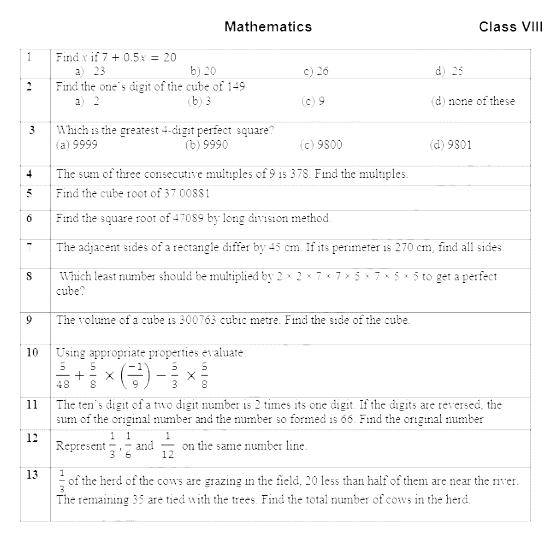 Mathematics Class VIII
1 Find x if 7 + 0.5x = 20
a) 23 b) 20 c) 26 d) 25
2 Find the one's digit of the cube of 149
a) 2 (b) 3 (c) 9 (d) none of these
3 Which is the greatest 4-digit perfect square?
(a) 9999 (b) 9990 (c) 9800 (d) 9801
4 The sum of three consecutive multiples of 9 is 378. Find the multiples.
5 Find the cube root of 37.00881
6 Find the square root of 47089 by long division method.
7 The adjacent sides of a rectangle differ by 45 cm. If its perimeter is 270 cm, find all sides
8 Which least number should be multiplied by 2 × 2 × 7 × 7 × 5 × 7 × 5 × 5 to get a perfect
cube?
9 The volume of a cube is 300763 cubic metre. Find the side of the cube.
10 Using appropriate properties evaluate:
5/48 + 5/8 × (−1/9) − 5/3 × 5/8
11 The ten's digit of a two digit number is 2 times its one digit. If the digits are reversed, the
sum of the original number and the number so formed is 66. Find the original number
12 Represent 1/3, 1/6 and 1/12 on the same number line.
13 1/3 of the herd of the cows are grazing in the field, 20 less than half of them are near the river.
The remaining 35 are tied with the trees. Find the total number of cows in the herd.